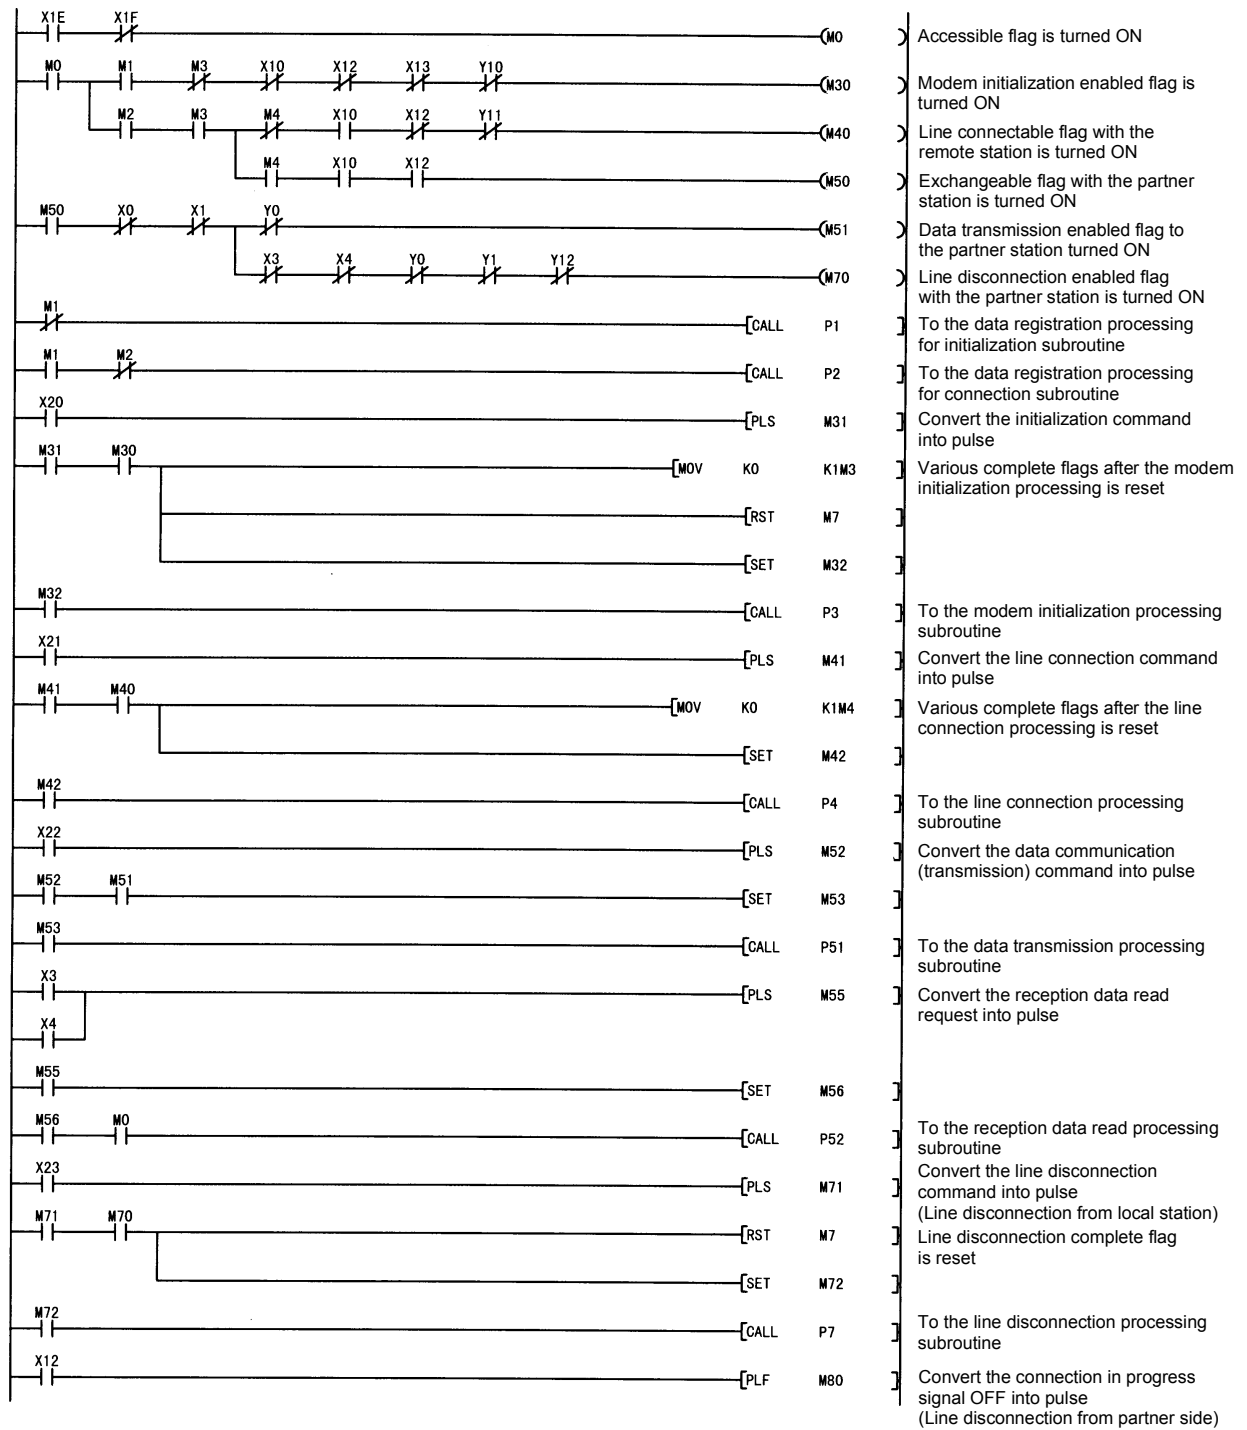 X1E X1F
(M0 ) Accessible flag is turned ON
M0 M1 M3 X10 X12 X13 Y10
(M30 ) Modem initialization enabled flag is
turned ON
M2 M3 M4 X10 X12 Y11
(M40 ) Line connectable flag with the
remote station is turned ON
M4 X10 X12
(M50 ) Exchangeable flag with the partner
station is turned ON
M50 X0 X1 Y0
(M51 ) Data transmission enabled flag to
the partner station turned ON
X3 X4 Y0 Y1 Y12
(M70 ) Line disconnection enabled flag
with the partner station is turned ON
M1
[CALL P1 ] To the data registration processing
for initialization subroutine
M1 M2
[CALL P2 ] To the data registration processing
for connection subroutine
X20
[PLS M31 ] Convert the initialization command
into pulse
M31 M30
[MOV K0 K1M3 ] Various complete flags after the modem
initialization processing is reset
[RST M7 ]
[SET M32 ]
M32
[CALL P3 ] To the modem initialization processing
subroutine
X21
[PLS M41 ] Convert the line connection command
into pulse
M41 M40
[MOV K0 K1M4 ] Various complete flags after the line
connection processing is reset
[SET M42 ]
M42
[CALL P4 ] To the line connection processing
subroutine
X22
[PLS M52 ] Convert the data communication
(transmission) command into pulse
M52 M51
[SET M53 ]
M53
[CALL P51 ] To the data transmission processing
subroutine
X3
[PLS M55 ] Convert the reception data read
request into pulse
X4
M55
[SET M56 ]
M56 M0
[CALL P52 ] To the reception data read processing
subroutine
X23
[PLS M71 ] Convert the line disconnection
command into pulse
(Line disconnection from local station)
M71 M70
[RST M7 ] Line disconnection complete flag
is reset
[SET M72 ]
M72
[CALL P7 ] To the line disconnection processing
subroutine
X12
[PLF M80 ] Convert the connection in progress
signal OFF into pulse
(Line disconnection from partner side)